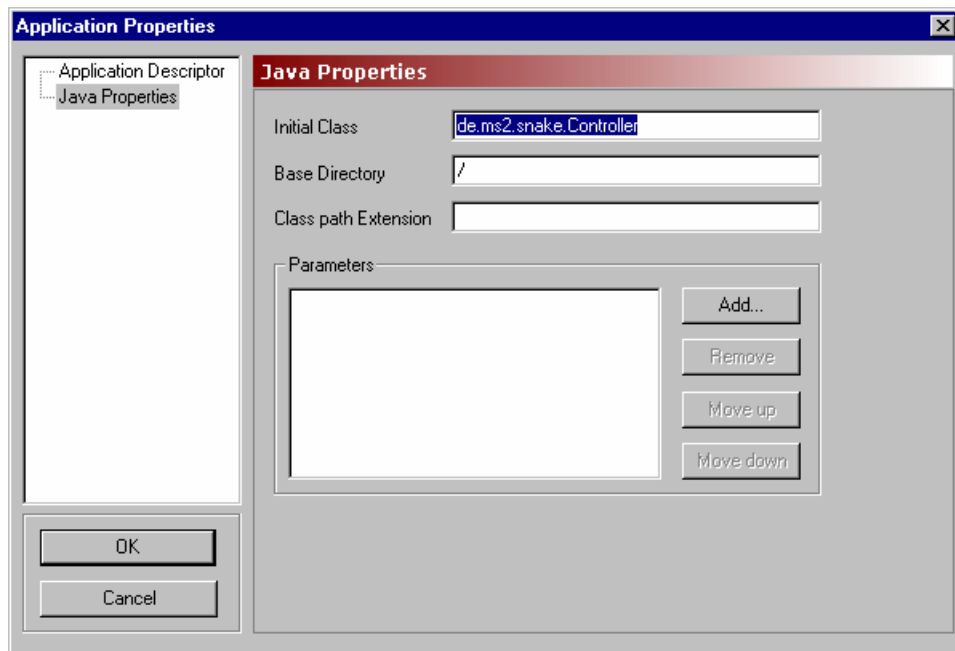 Application Properties
Application Descriptor
Java Properties
Java Properties
Initial Class
de.ms2.snake.Controller
Base Directory
/
Class path Extension
Parameters
Add...
Remove
Move up
Move down
OK
Cancel